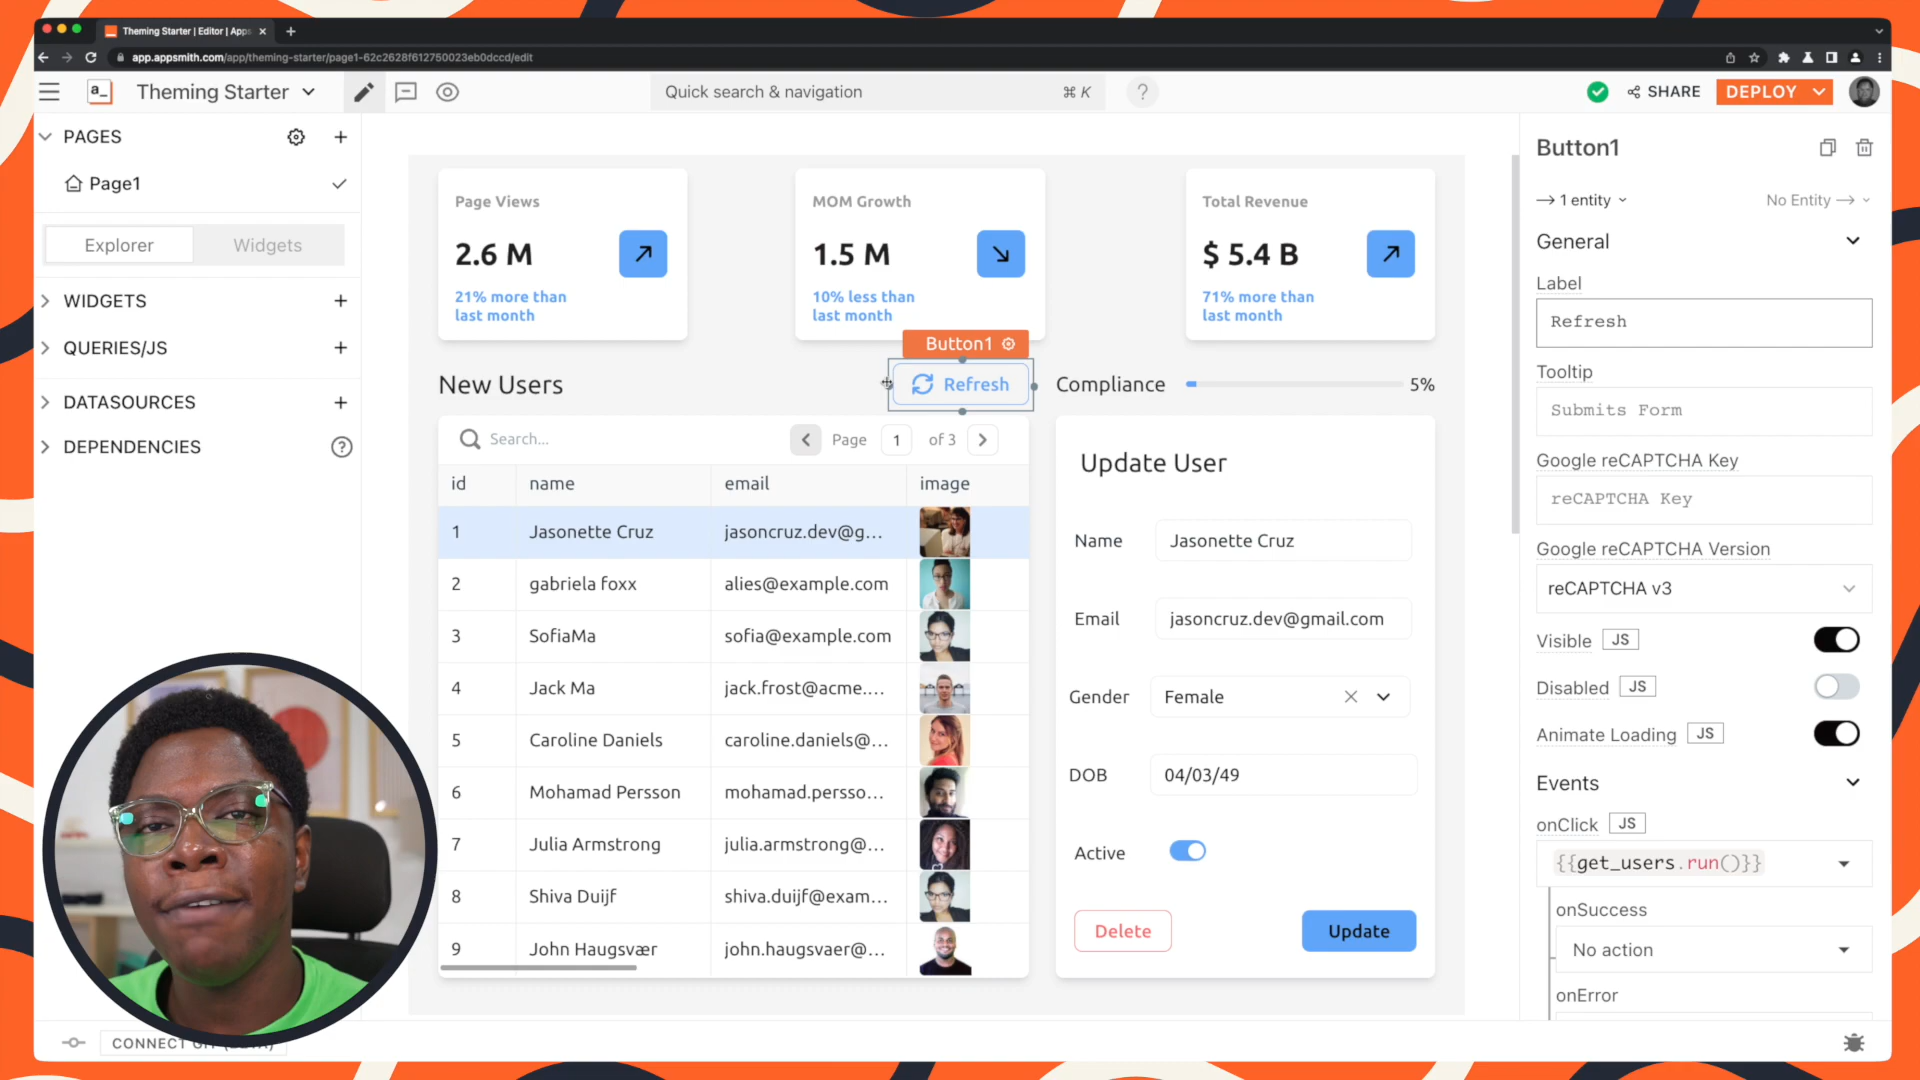 Theming Starter | Editor | Apps
app.appsmith.com/app/theming-starter/page1-62c2628f612750023eb0dccd/edit
a_ Theming Starter
Quick search & navigation ⌘ K ?
SHARE DEPLOY
PAGES
Page1
Explorer Widgets
WIDGETS
QUERIES/JS
DATASOURCES
DEPENDENCIES ?
Page Views
2.6 M
21% more than
last month
MOM Growth
1.5 M
10% less than
last month
Total Revenue
$ 5.4 B
71% more than
last month
Button1
New Users
Refresh
Compliance 5%
Search... Page 1 of 3
id name email image
1 Jasonette Cruz jasoncruz.dev@g...
2 gabriela foxx alies@example.com
3 SofiaMa sofia@example.com
4 Jack Ma jack.frost@acme....
5 Caroline Daniels caroline.daniels@...
6 Mohamad Persson mohamad.persso...
7 Julia Armstrong julia.armstrong@...
8 Shiva Duijf shiva.duijf@exam...
9 John Haugsvær john.haugsvaer@...
Update User
Name Jasonette Cruz
Email jasoncruz.dev@gmail.com
Gender Female
DOB 04/03/49
Active
Delete Update
Button1
1 entity No Entity
General
Label
Refresh
Tooltip
Submits Form
Google reCAPTCHA Key
reCAPTCHA Key
Google reCAPTCHA Version
reCAPTCHA v3
Visible JS
Disabled JS
Animate Loading JS
Events
onClick JS
{{get_users.run()}}
onSuccess
No action
onError
CONNECT GIT (BETA)